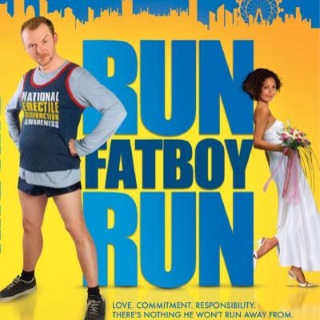 RUN
FATBOY
RUN
NATIONAL
ERECTILE
DYSFUNCTION
AWARENESS
LOVE. COMMITMENT. RESPONSIBILITY.
THERE'S NOTHING HE WON'T RUN AWAY FROM.